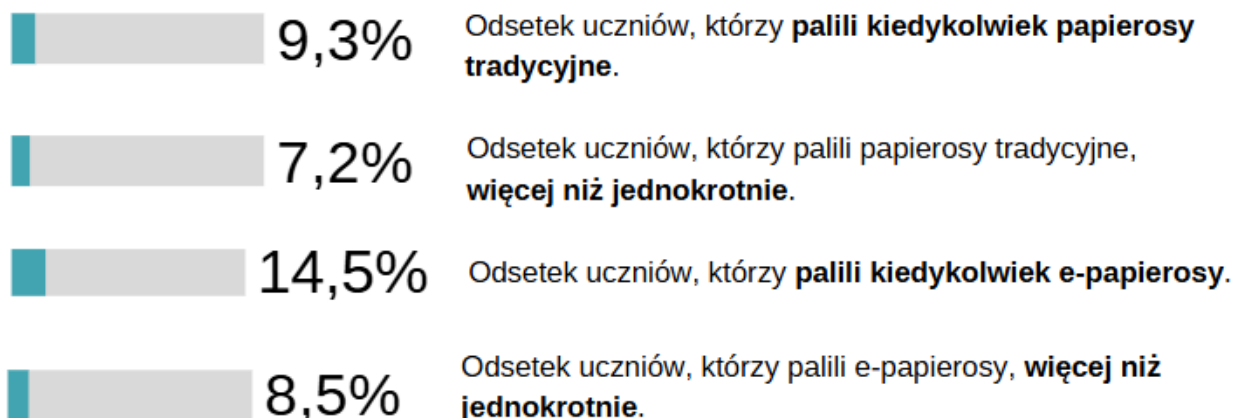 9,3%
Odsetek uczniów, którzy palili kiedykolwiek papierosy
tradycyjne.
7,2%
Odsetek uczniów, którzy palili papierosy tradycyjne,
więcej niż jednokrotnie.
14,5%
Odsetek uczniów, którzy palili kiedykolwiek e-papierosy.
8,5%
Odsetek uczniów, którzy palili e-papierosy, więcej niż
jednokrotnie.